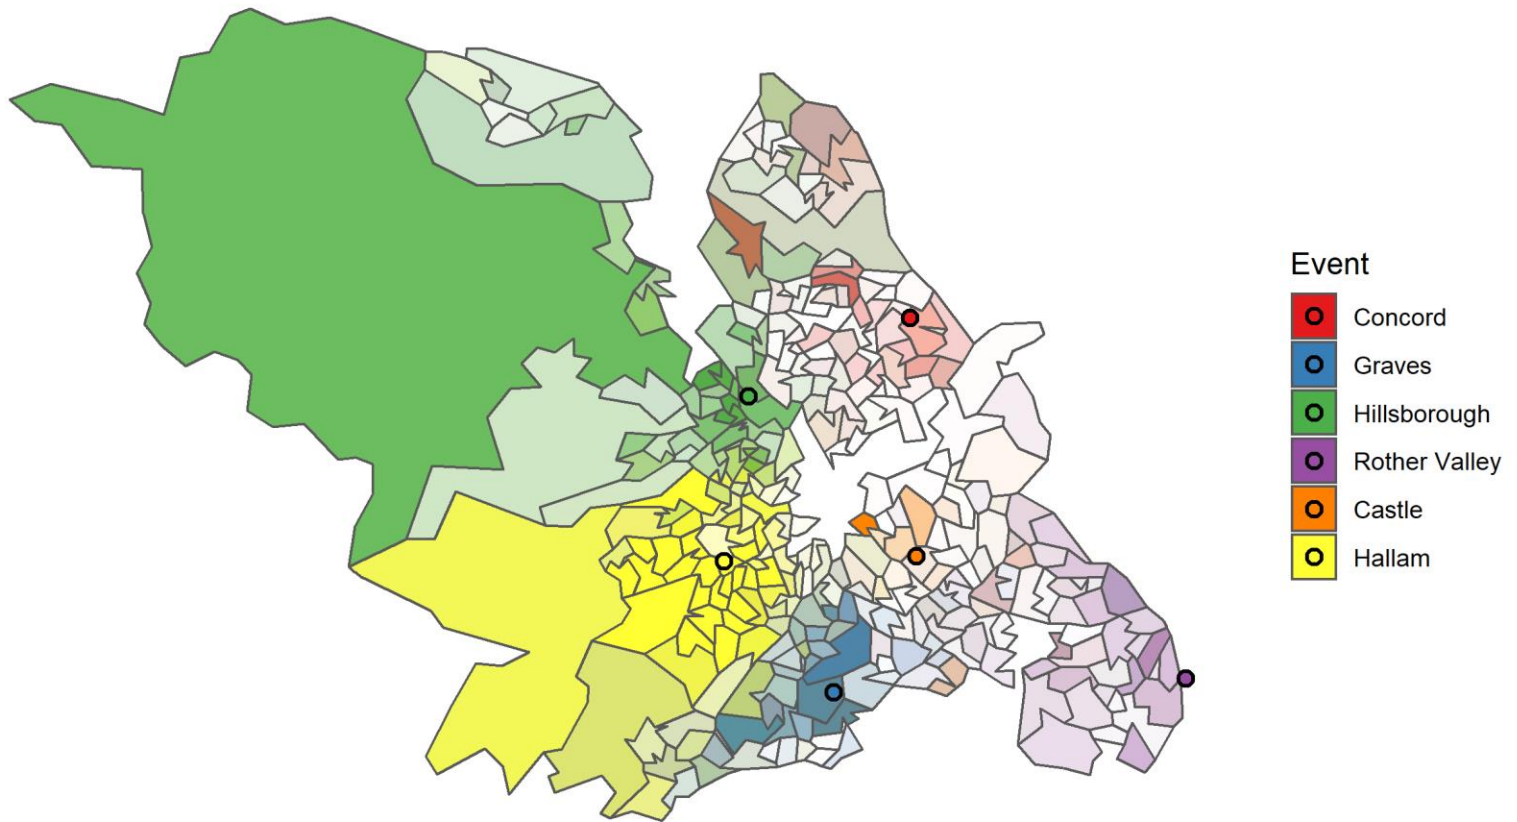 Event
Concord
Graves
Hillsborough
Rother Valley
Castle
Hallam